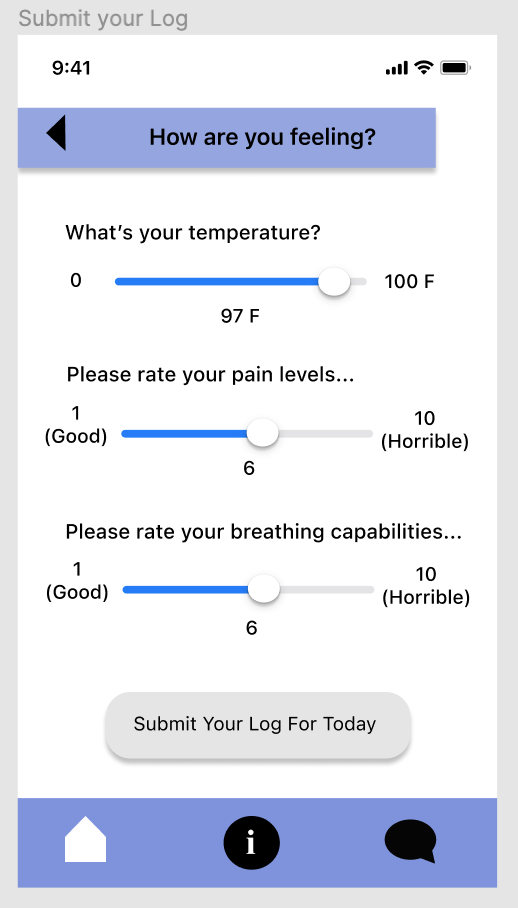 Submit your Log
9:41
How are you feeling?
What's your temperature?
0
100 F
97 F
Please rate your pain levels...
1
(Good)
10
(Horrible)
6
Please rate your breathing capabilities...
1
(Good)
10
(Horrible)
6
Submit Your Log For Today
i